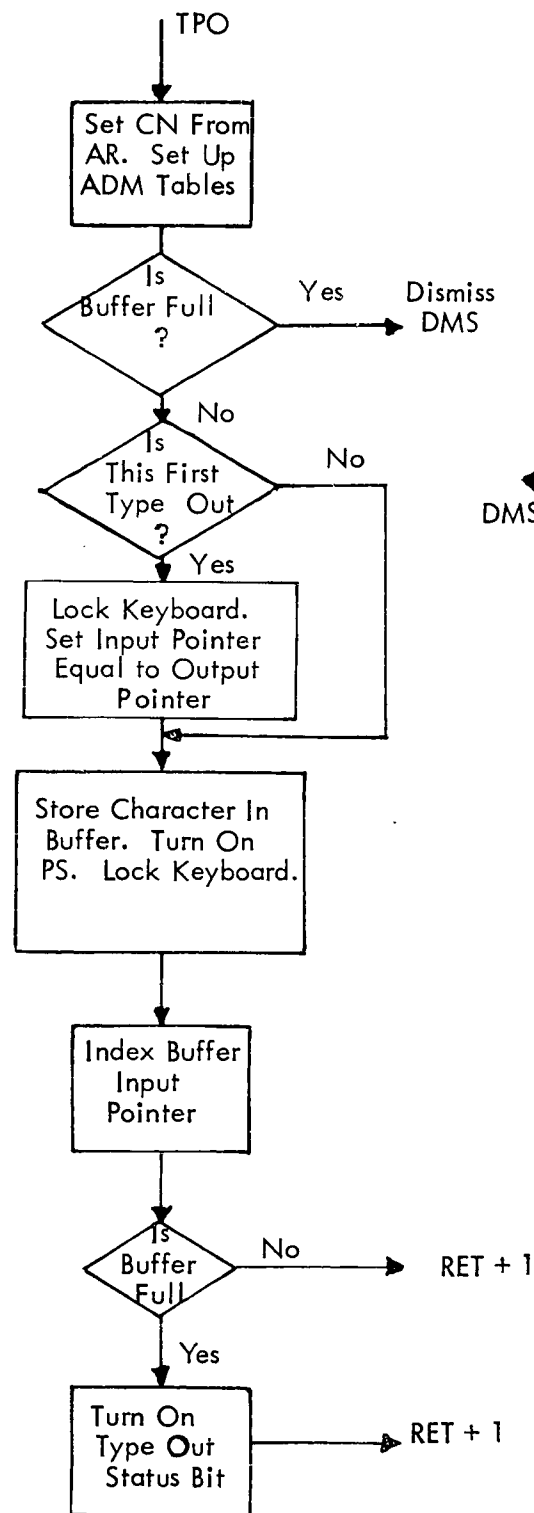 TPO
Set CN From
AR. Set Up
ADM Tables
Is
Buffer Full
?
Yes
Dismiss
DMS
No
Is
This First
Type Out
?
No
DMS
Yes
Lock Keyboard.
Set Input Pointer
Equal to Output
Pointer
Store Character In
Buffer. Turn On
PS. Lock Keyboard.
Index Buffer
Input
Pointer
Is
Buffer
Full
No
RET + 1
Yes
Turn On
Type Out
Status Bit
RET + 1